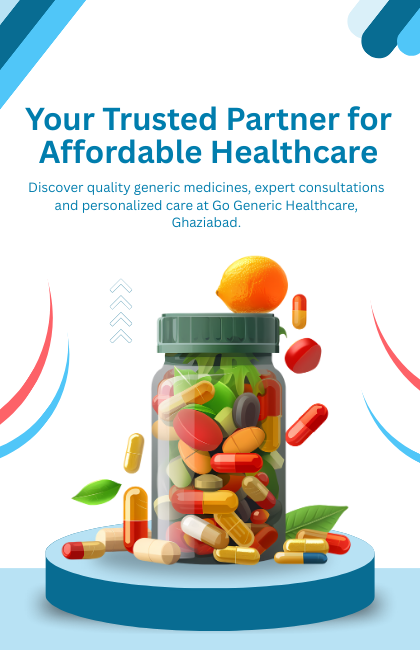 Your Trusted Partner for
Affordable Healthcare
Discover quality generic medicines, expert consultations
and personalized care at Go Generic Healthcare,
Ghaziabad.